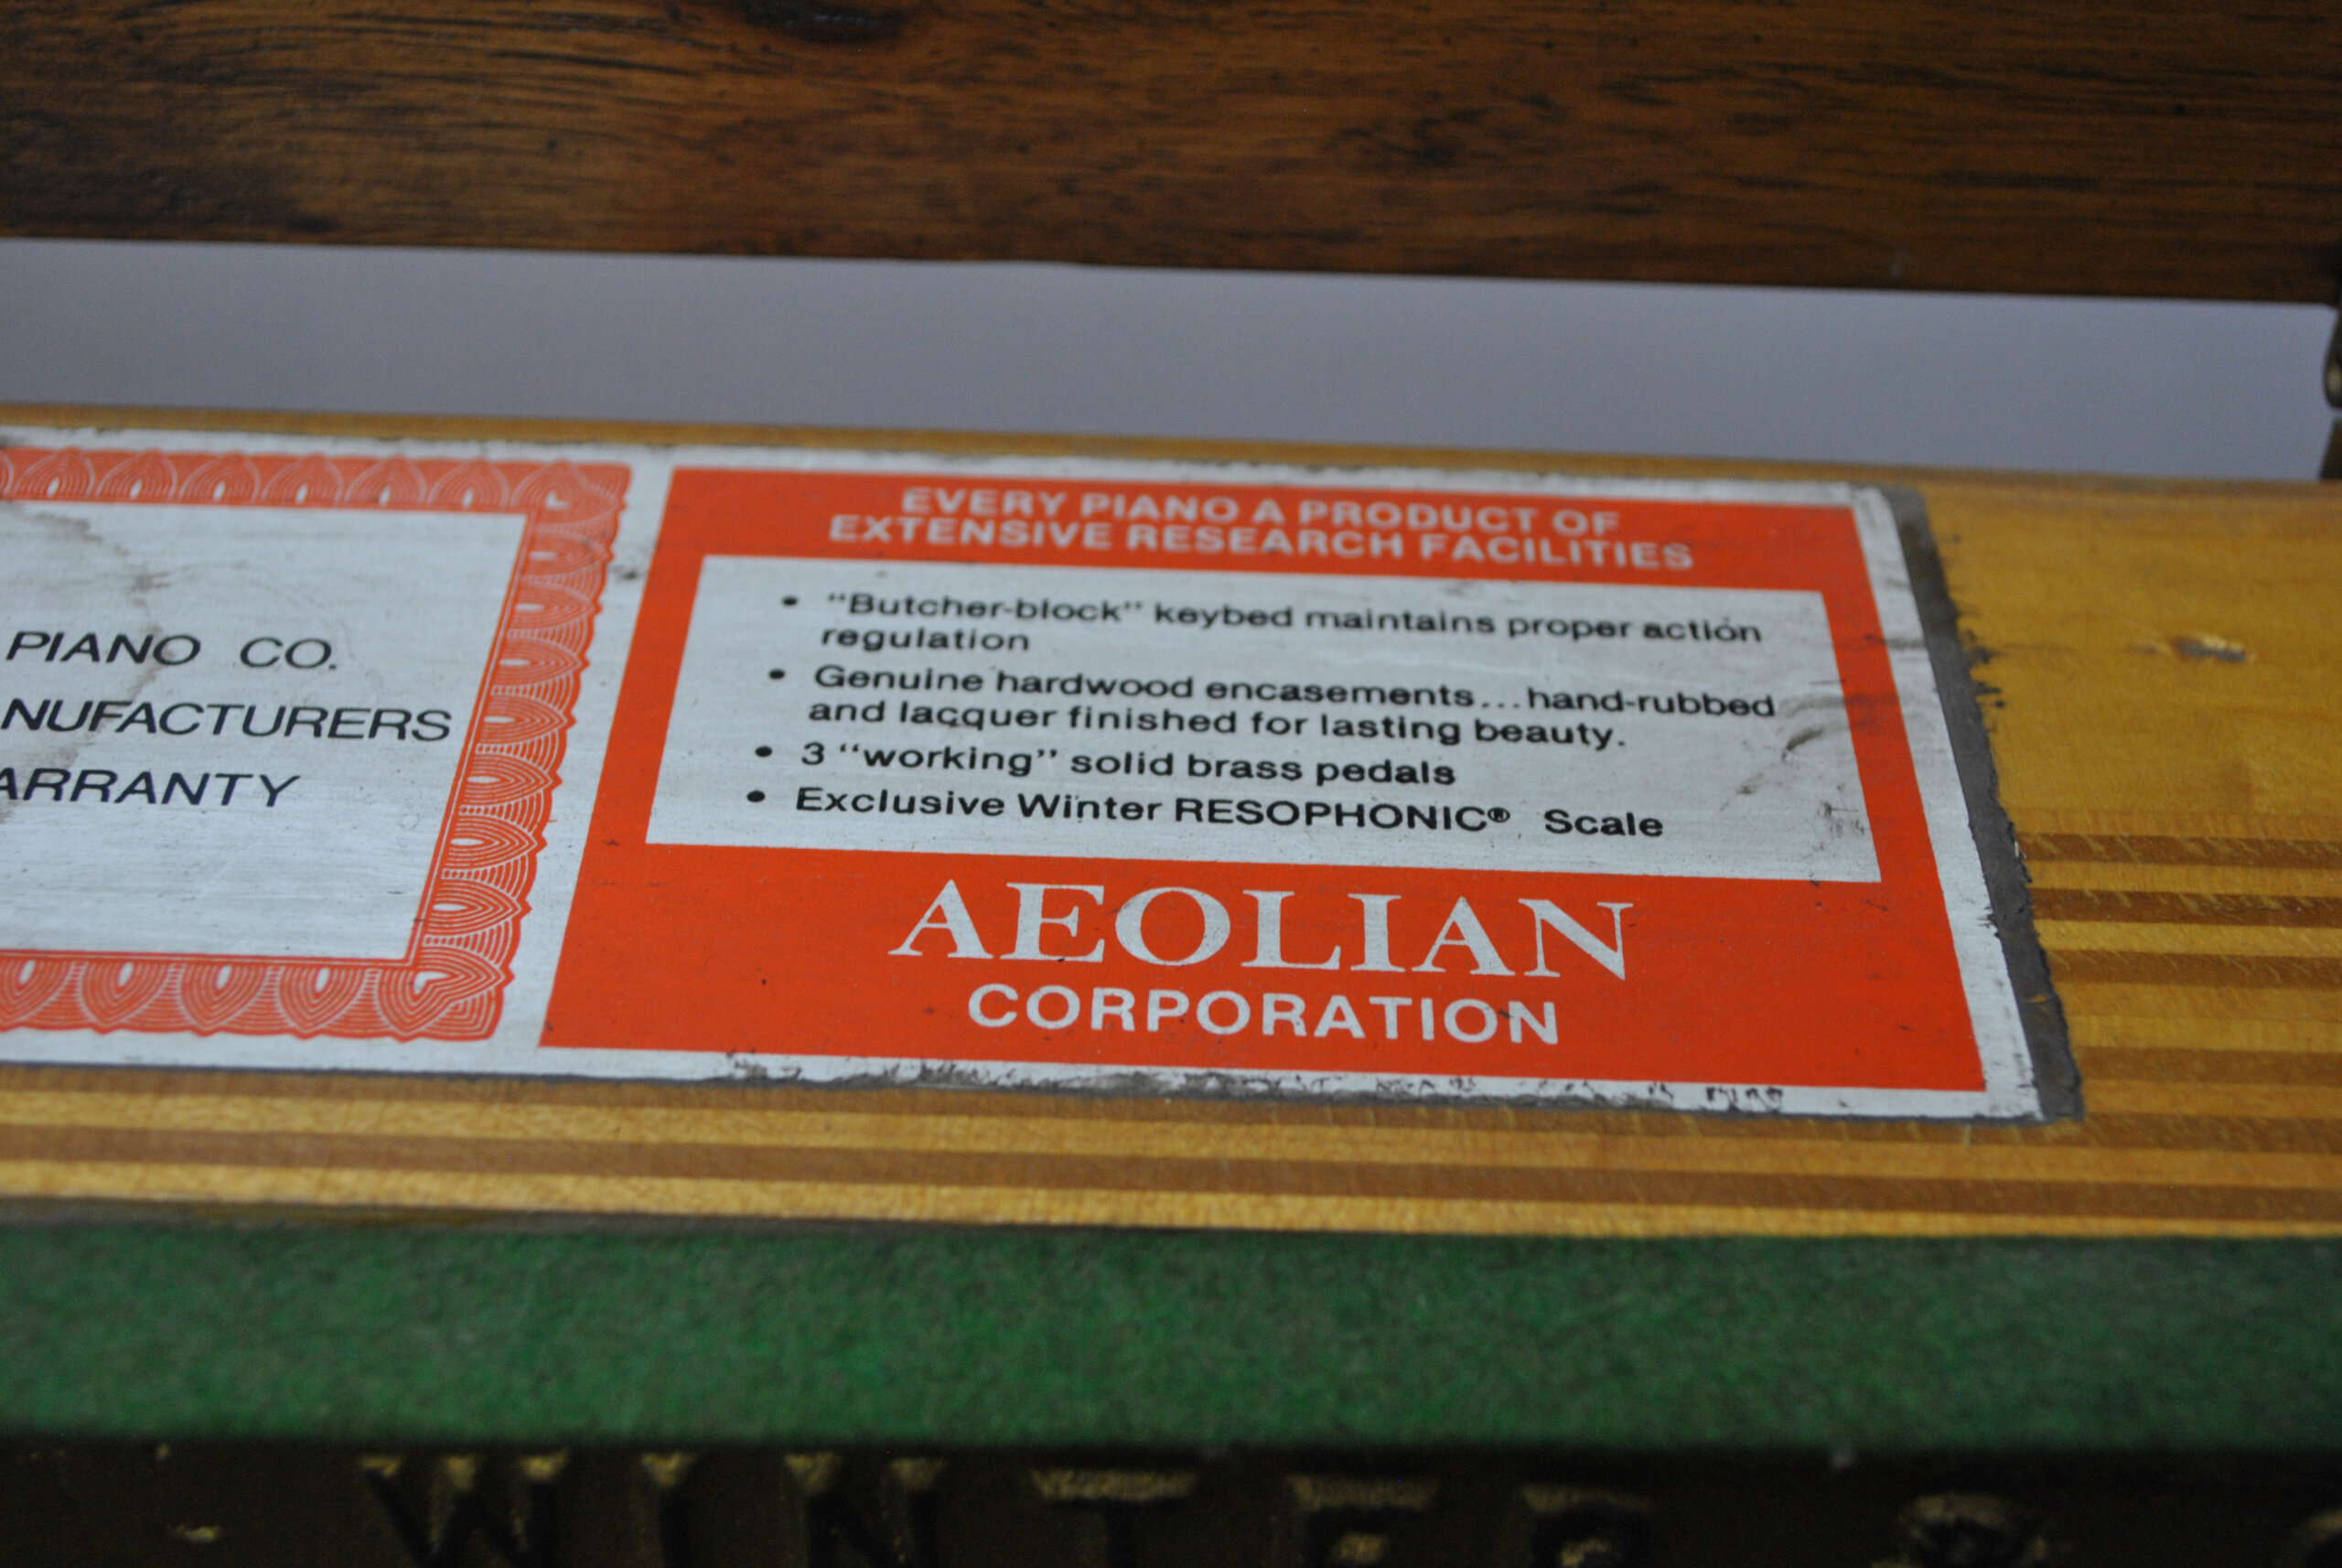 PIANO CO.
NUFACTURERS
ARRANTY
EVERY PIANO A PRODUCT OF
EXTENSIVE RESEARCH FACILITIES
• "Butcher-block" keybed maintains proper action
regulation
• Genuine hardwood encasements...hand-rubbed
and lacquer finished for lasting beauty.
• 3 "working" solid brass pedals
• Exclusive Winter RESOPHONIC® Scale
AEOLIAN
CORPORATION
WINTER &